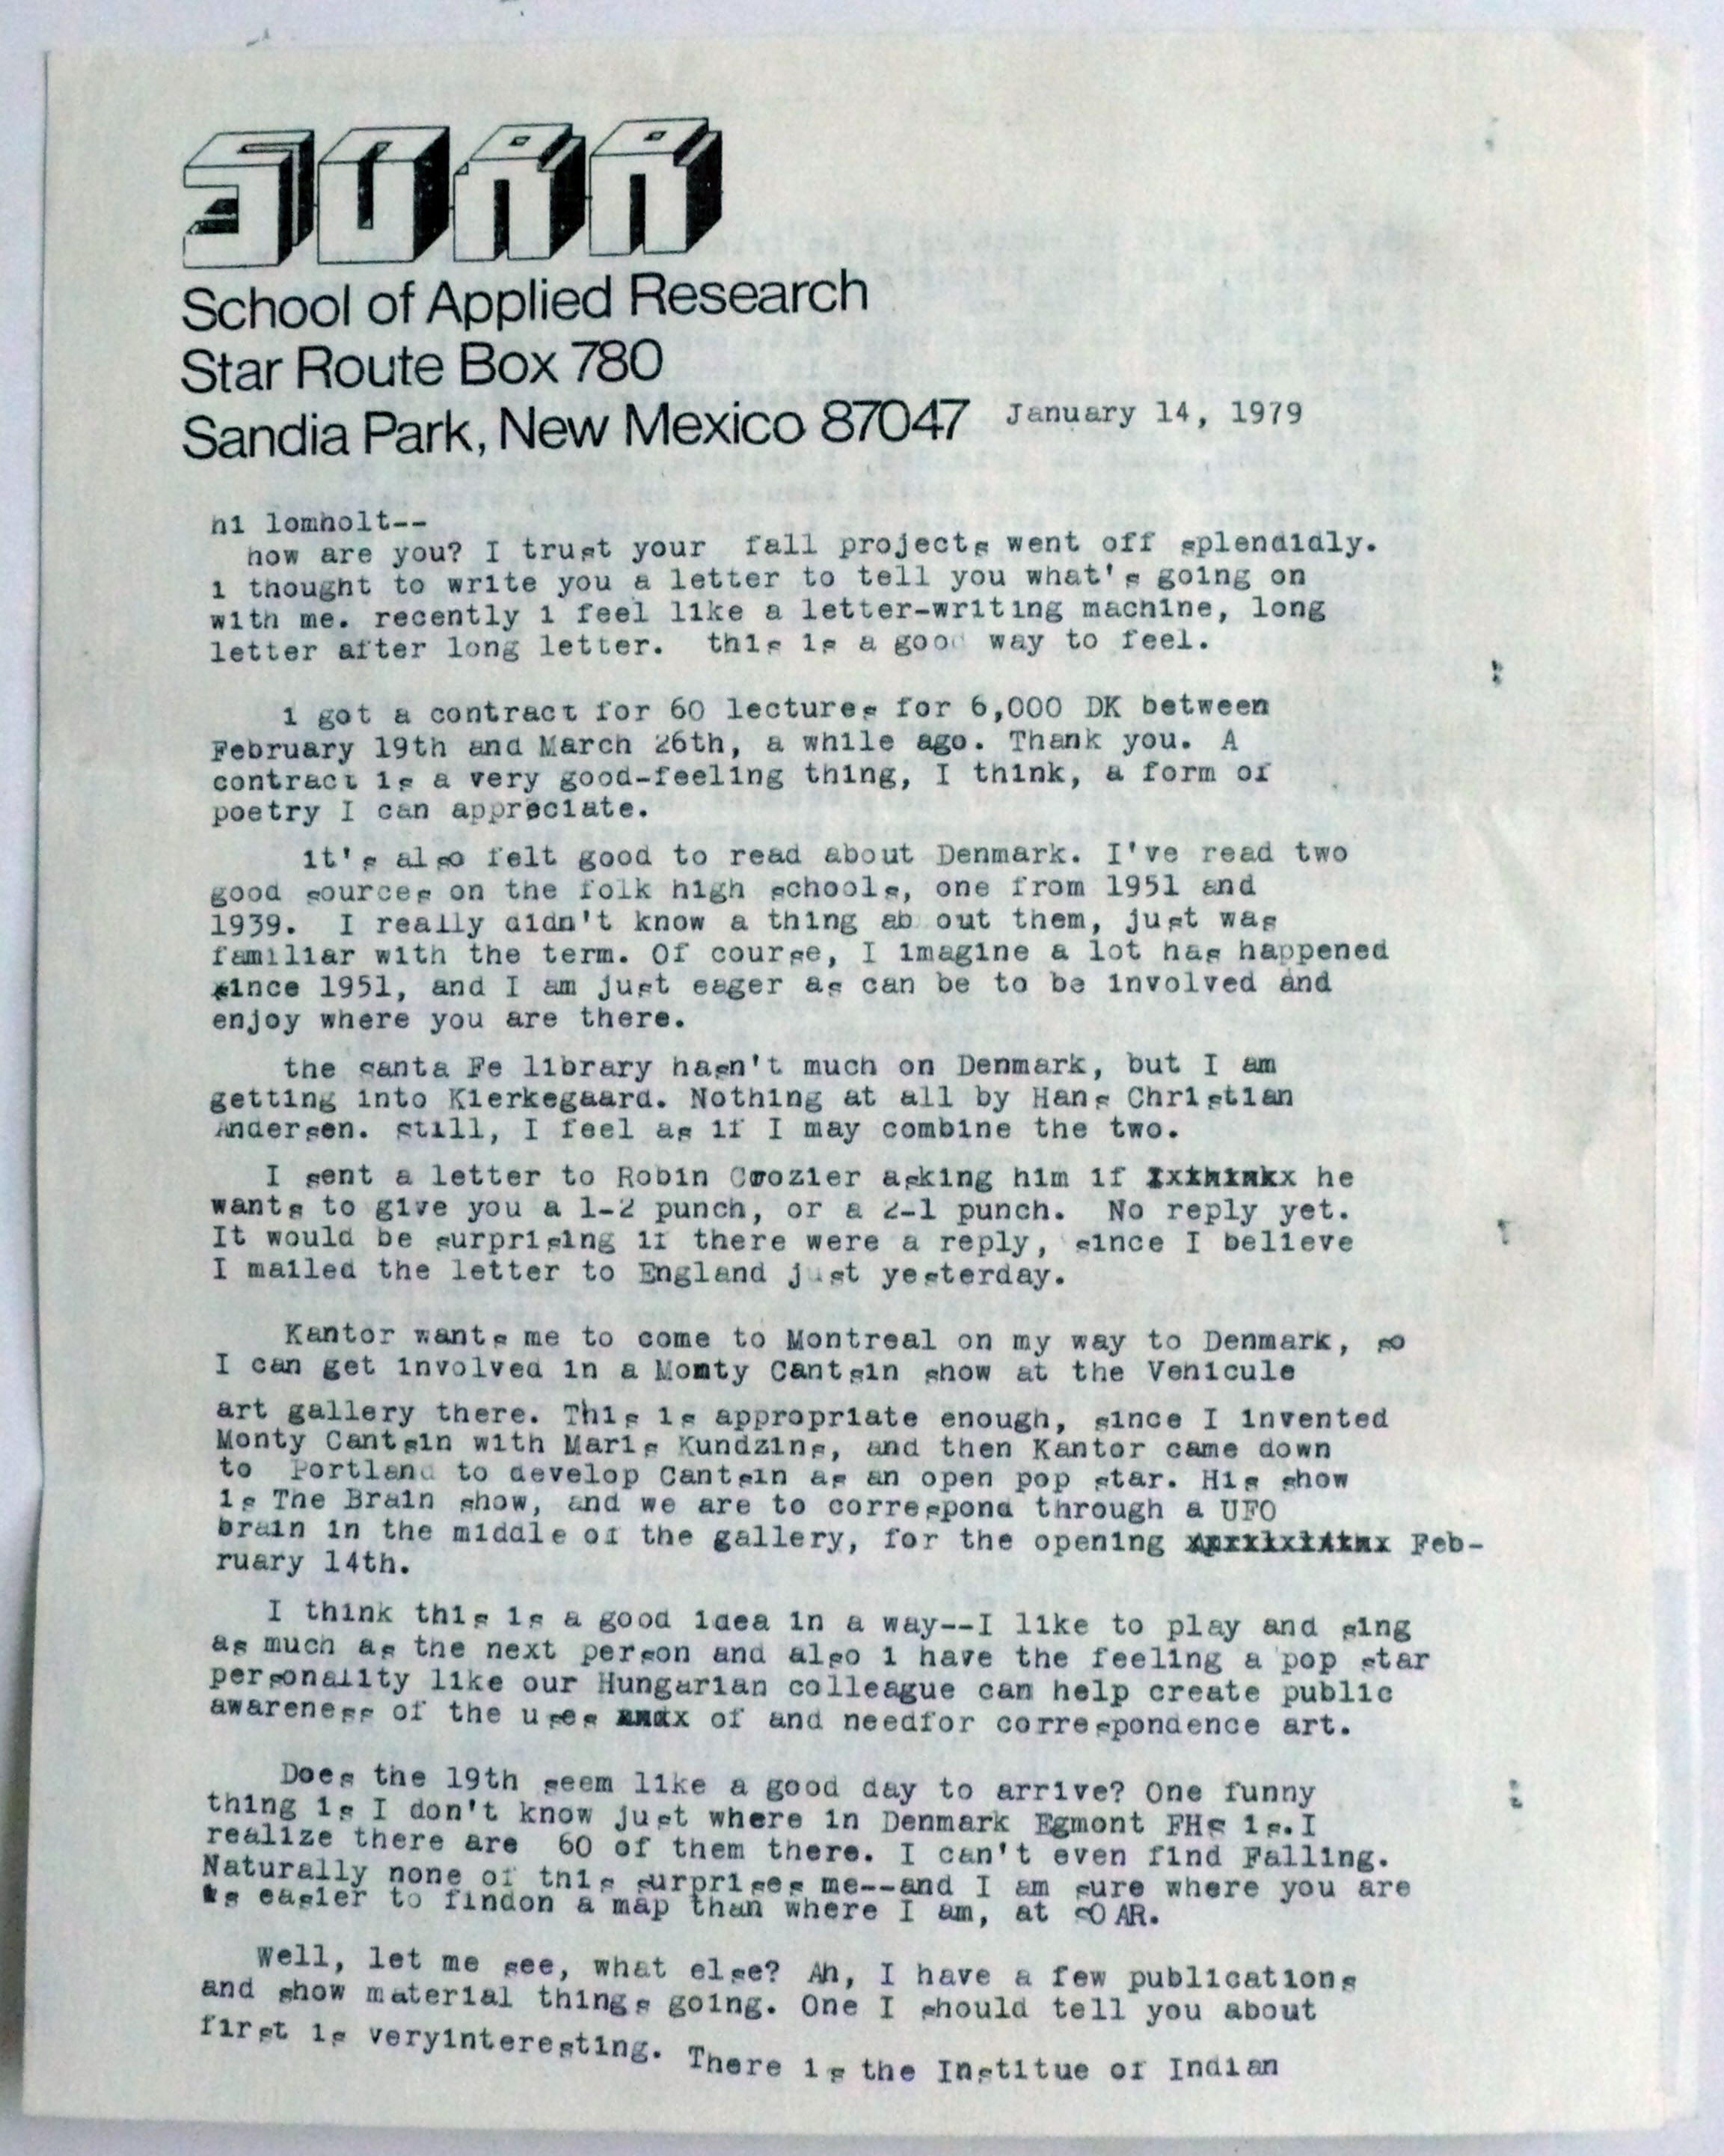 SOAR
School of Applied Research
Star Route Box 780
Sandia Park, New Mexico 87047 January 14, 1979
hi lomholt--
how are you? I trust your fall projects went off splendidly.
i thought to write you a letter to tell you what's going on
with me. recently i feel like a letter-writing machine, long
letter after long letter. this is a good way to feel.
i got a contract for 60 lectures for 6,000 DK between
February 19th and March 26th, a while ago. Thank you. A
contract is a very good-feeling thing, I think, a form of
poetry I can appreciate.
it's also felt good to read about Denmark. I've read two
good sources on the folk high schools, one from 1951 and
1939. I really didn't know a thing ab out them, just was
familiar with the term. Of course, I imagine a lot has happened
since 1951, and I am just eager as can be to be involved and
enjoy where you are there.
the santa Fe library hasn't much on Denmark, but I am
getting into Kierkegaard. Nothing at all by Hans Christian
Andersen. still, I feel as if I may combine the two.
I sent a letter to Robin Crozier asking him if Ixthinkx he
wants to give you a 1-2 punch, or a 2-1 punch. No reply yet.
It would be surprising if there were a reply, since I believe
I mailed the letter to England just yesterday.
Kantor wants me to come to Montreal on my way to Denmark, so
I can get involved in a Monty Cantsin show at the Vehicule
art gallery there. This is appropriate enough, since I invented
Monty Cantsin with Maris Kundzins, and then Kantor came down
to Portland to develop Cantsin as an open pop star. His show
is The Brain show, and we are to correspond through a UFO
brain in the middle of the gallery, for the opening Feb-
ruary 14th.
I think this is a good idea in a way--I like to play and sing
as much as the next person and also i have the feeling a pop star
personality like our Hungarian colleague can help create public
awareness of the uses of and needfor correspondence art.
Does the 19th seem like a good day to arrive? One funny
thing is I don't know just where in Denmark Egmont FHS is.I
realize there are 60 of them there. I can't even find Falling.
Naturally none of this surprises me--and I am sure where you are
is easier to findon a map than where I am, at SO AR.
Well, let me see, what else? Ah, I have a few publications
and show material things going. One I should tell you about
first is veryinteresting. There is the Institue of Indian